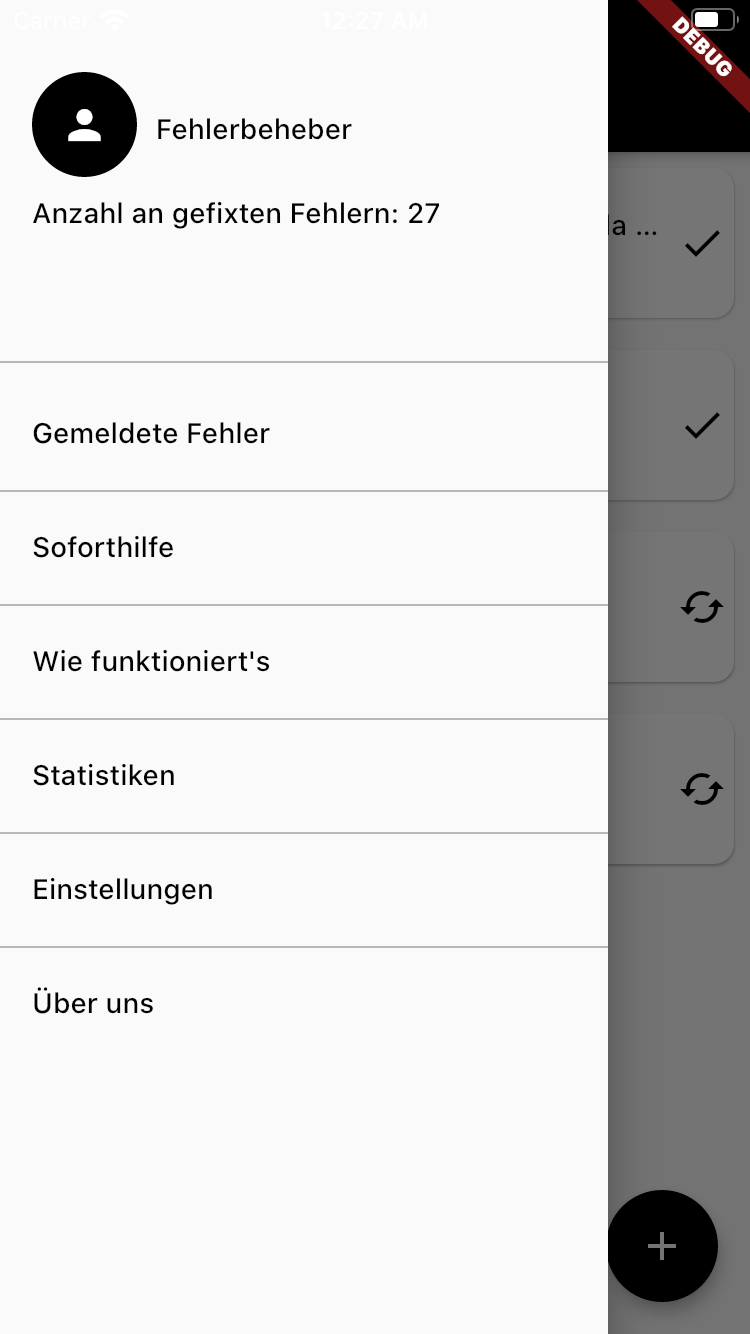 Carrier 12:27 AM
DEBUG
Fehlerbeheber
Anzahl an gefixten Fehlern: 27
la ...
Gemeldete Fehler
Soforthilfe
Wie funktioniert's
Statistiken
Einstellungen
Über uns